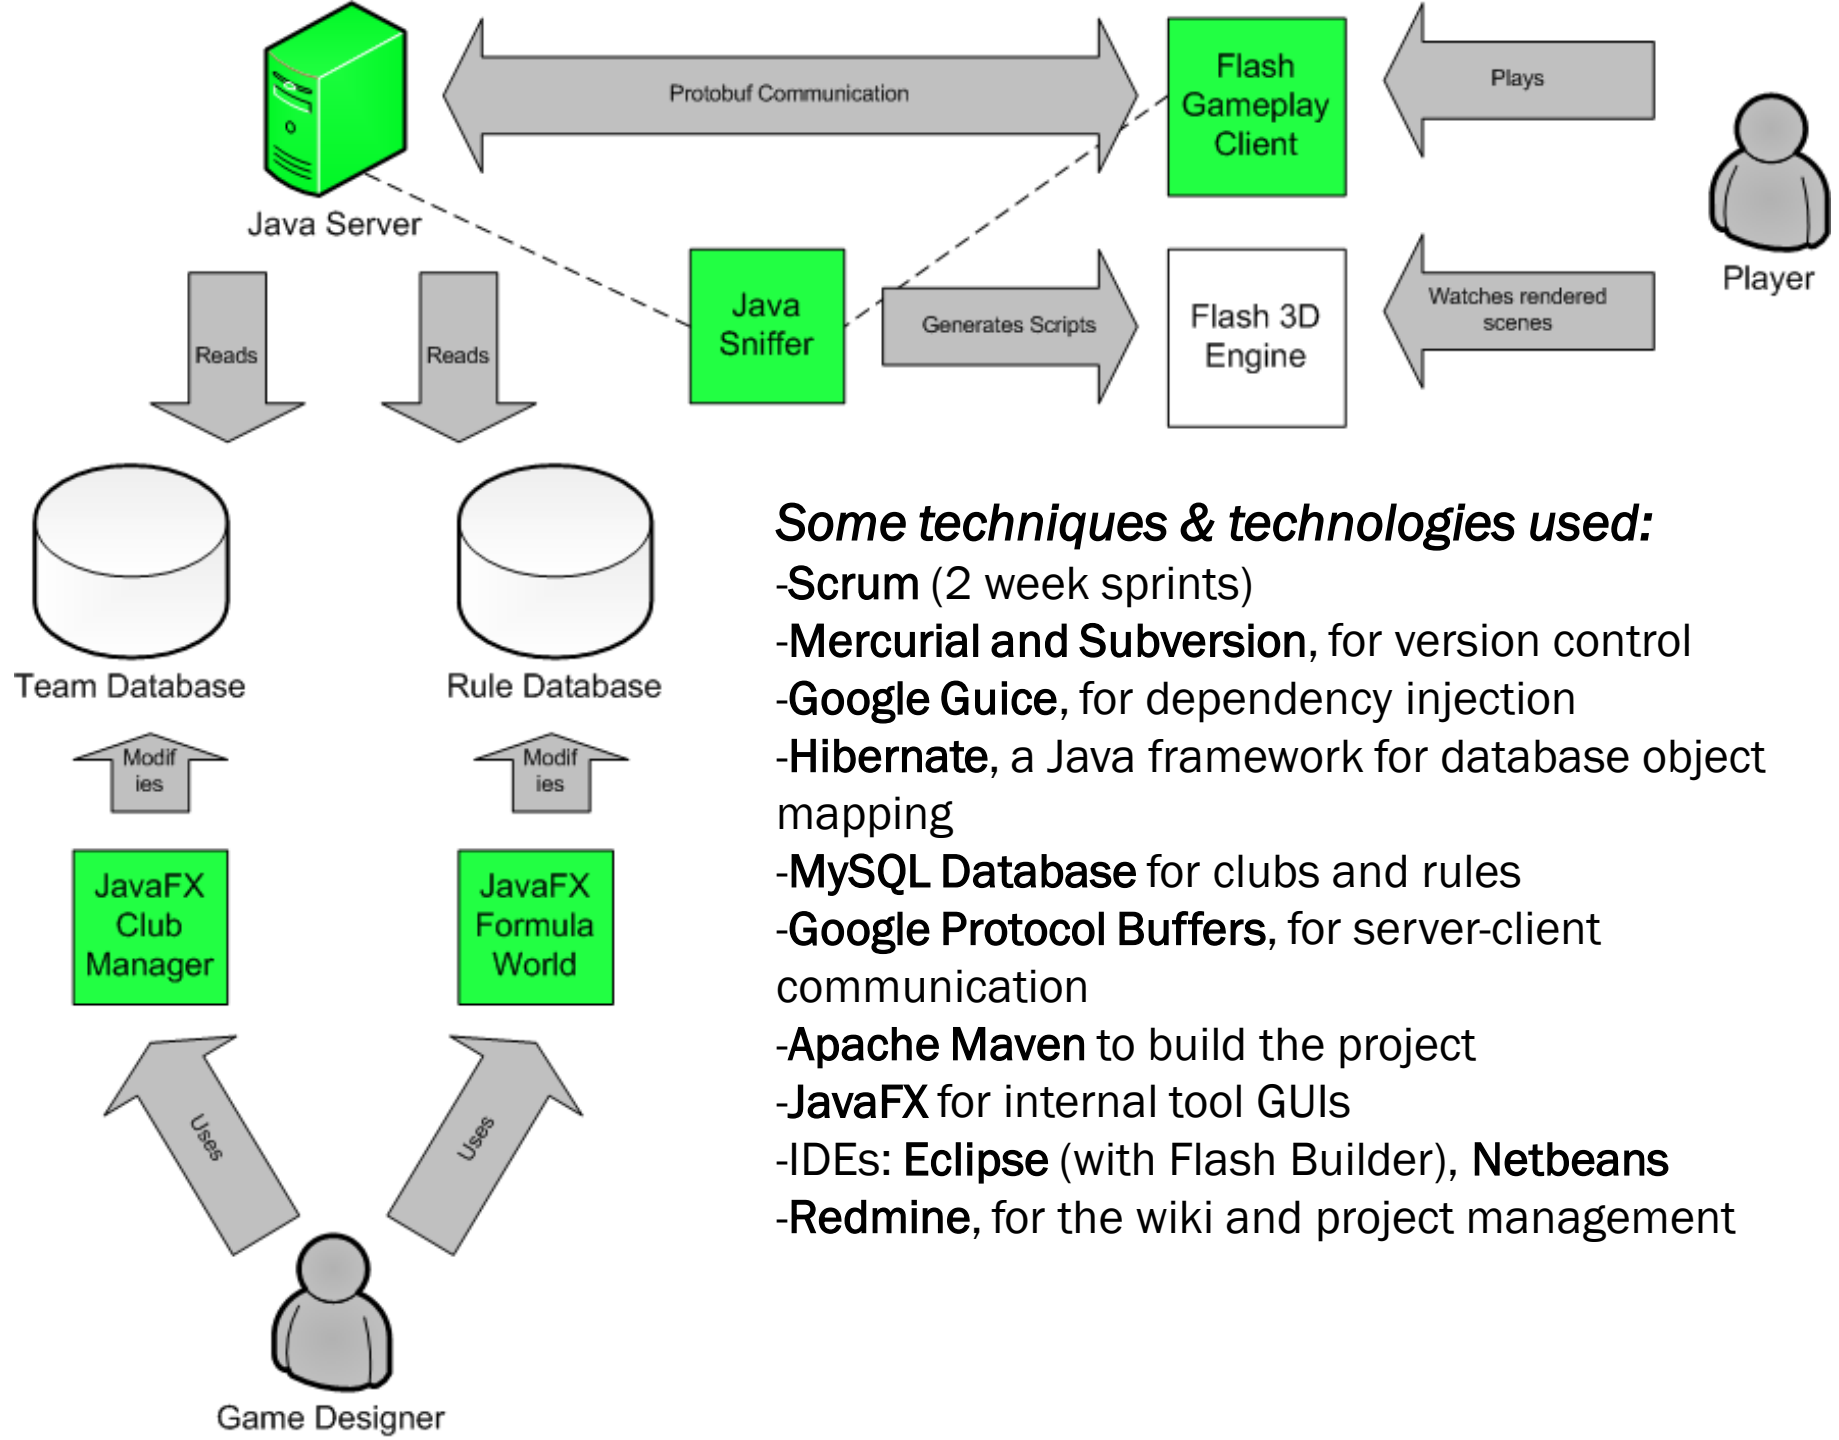 Protobuf Communication
Flash
Gameplay
Client
Plays
Java Server
Player
Java
Sniffer
Generates Scripts
Flash 3D
Engine
Watches rendered
scenes
Reads
Reads
Team Database
Rule Database
Modif
ies
Modif
ies
JavaFX
Club
Manager
JavaFX
Formula
World
Uses
Uses
Game Designer
Some techniques & technologies used:
-Scrum (2 week sprints)
-Mercurial and Subversion, for version control
-Google Guice, for dependency injection
-Hibernate, a Java framework for database object
mapping
-MySQL Database for clubs and rules
-Google Protocol Buffers, for server-client
communication
-Apache Maven to build the project
-JavaFX for internal tool GUIs
-IDEs: Eclipse (with Flash Builder), Netbeans
-Redmine, for the wiki and project management